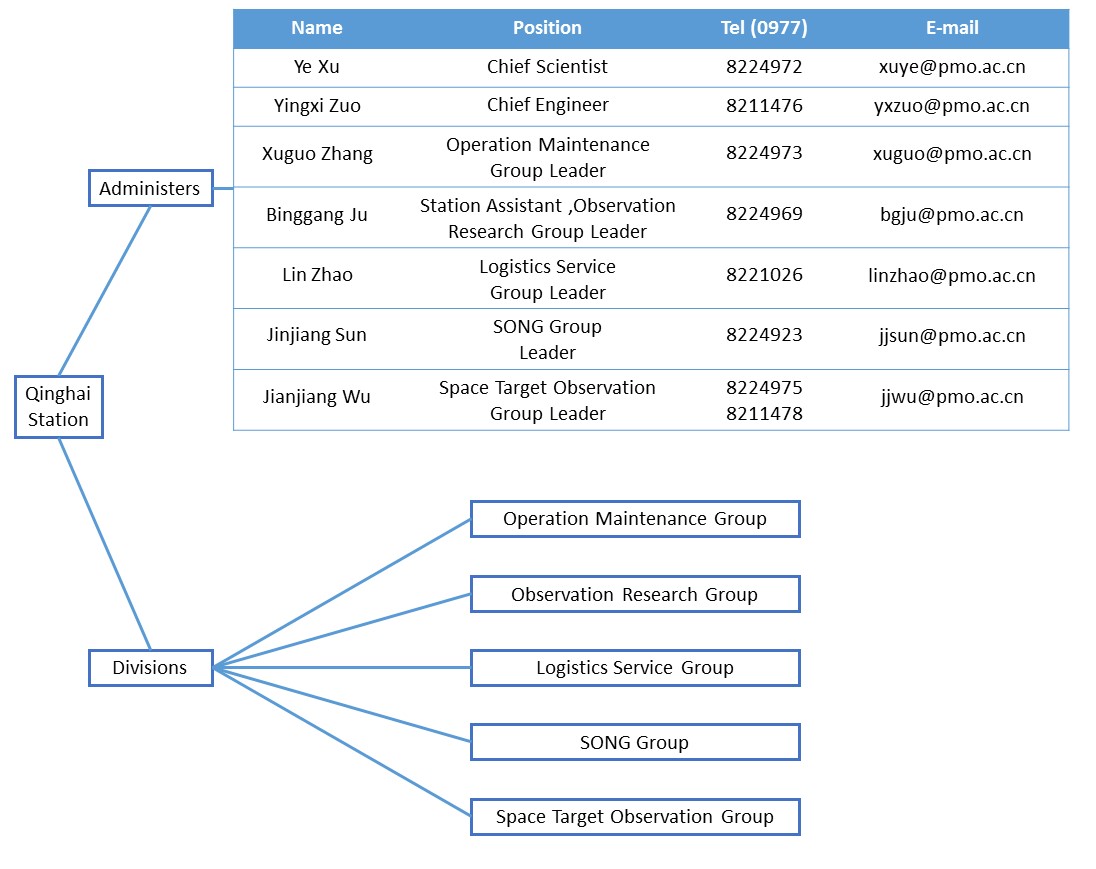 Name Position Tel (0977) E-mail
Ye Xu Chief Scientist 8224972 xuye@pmo.ac.cn
Yingxi Zuo Chief Engineer 8211476 yxzuo@pmo.ac.cn
Xuguo Zhang Operation Maintenance
Group Leader 8224973 xuguo@pmo.ac.cn
Binggang Ju Station Assistant ,Observation
Research Group Leader 8224969 bgju@pmo.ac.cn
Lin Zhao Logistics Service
Group Leader 8221026 linzhao@pmo.ac.cn
Jinjiang Sun SONG Group
Leader 8224923 jjsun@pmo.ac.cn
Jianjiang Wu Space Target Observation
Group Leader 8224975
8211478 jjwu@pmo.ac.cn
Administers
Qinghai
Station
Divisions
Operation Maintenance Group
Observation Research Group
Logistics Service Group
SONG Group
Space Target Observation Group